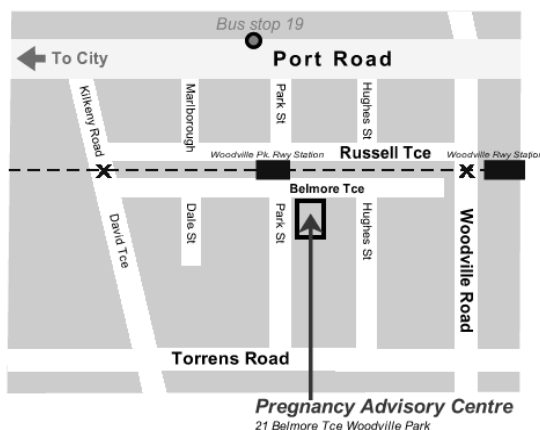 Bus stop 19
To City
Port Road
Kilkeny Road
Marlborough
Park St
Hughes St
Woodville Pk. Rwy Station
Russell Tce
Woodville Rwy Station
Belmore Tce
David Tce
Dale St
Park St
Hughes St
Woodville Road
Torrens Road
Pregnancy Advisory Centre
21 Belmore Tce Woodville Park